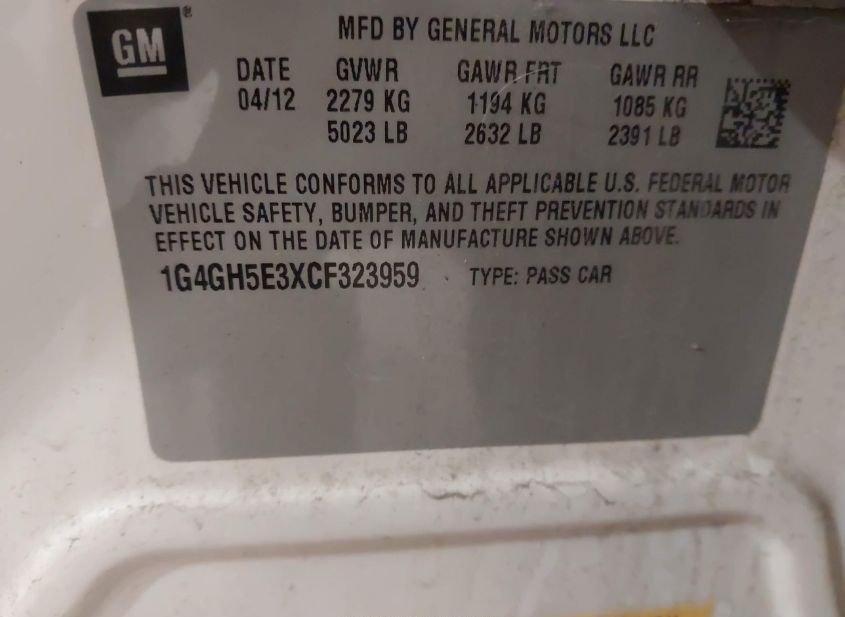 GM®
MFD BY GENERAL MOTORS LLC
DATE GVWR GAWR FRT GAWR RR
04/12 2279 KG 1194 KG 1085 KG
5023 LB 2632 LB 2391 LB
THIS VEHICLE CONFORMS TO ALL APPLICABLE U.S. FEDERAL MOTOR
VEHICLE SAFETY, BUMPER, AND THEFT PREVENTION STANDARDS IN
EFFECT ON THE DATE OF MANUFACTURE SHOWN ABOVE.
1G4GH5E3XCF323959 TYPE: PASS CAR